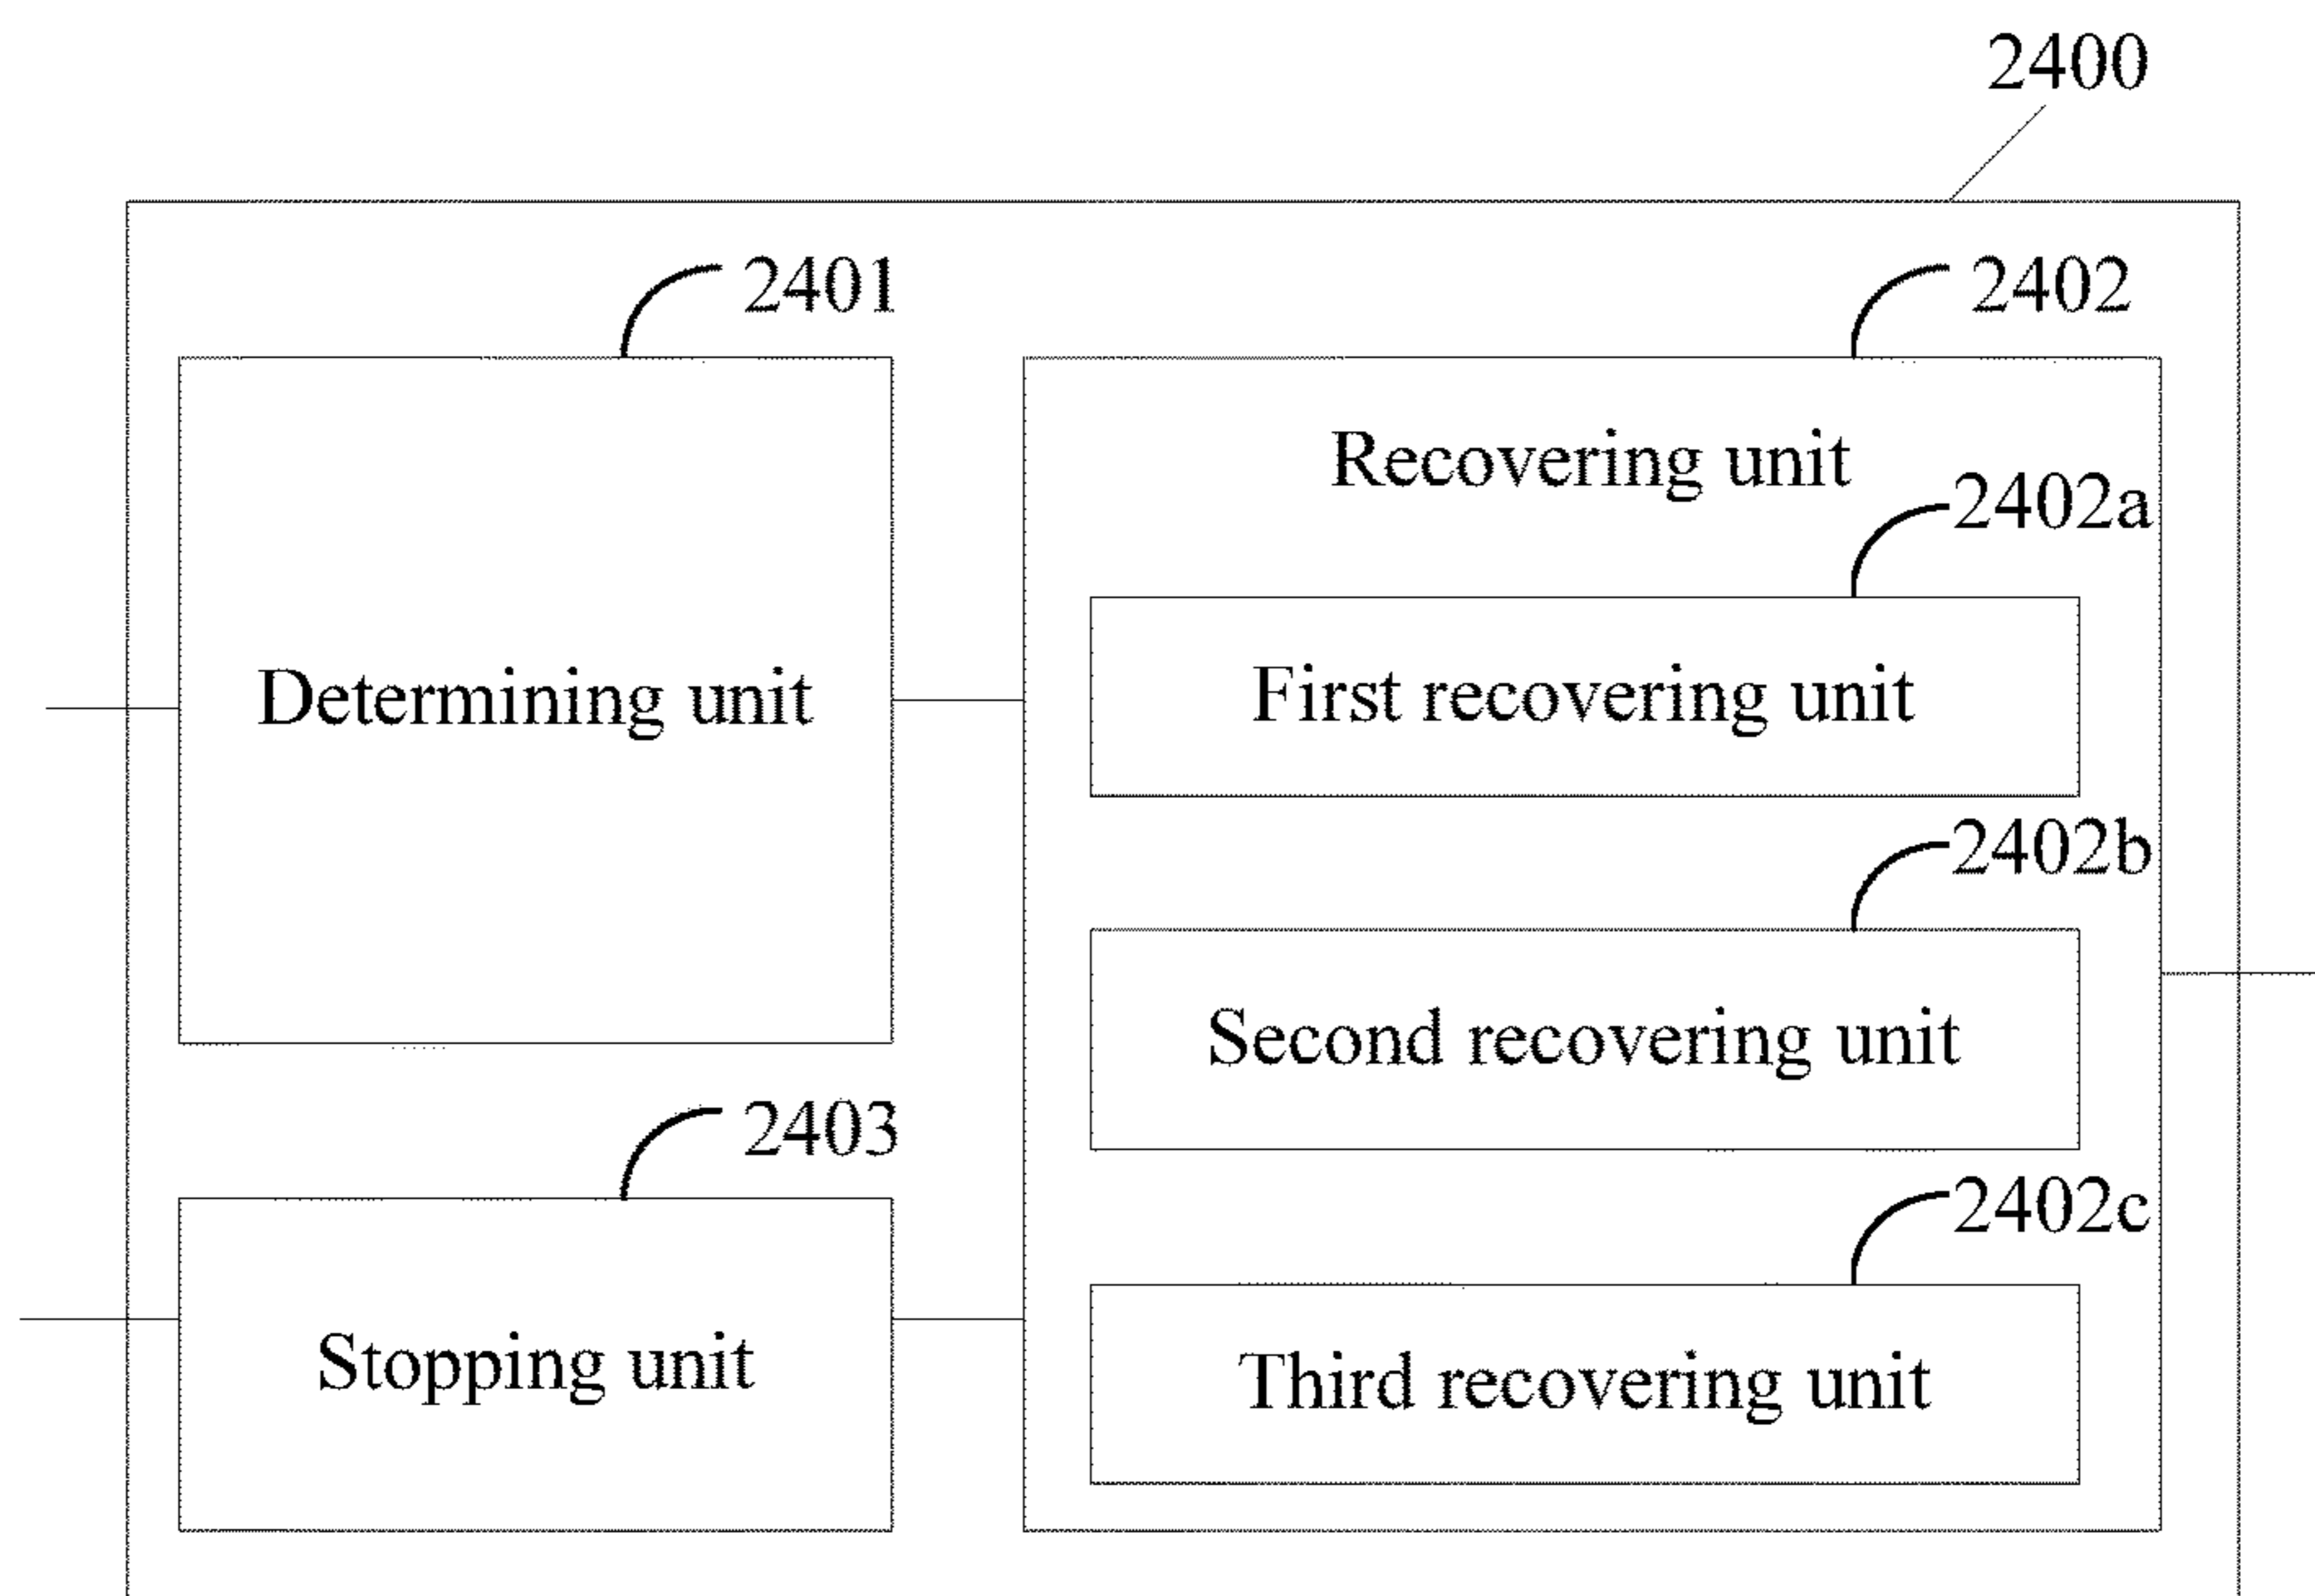 2400
2401
2402
Recovering unit
2402a
Determining unit
First recovering unit
2402b
Second recovering unit
2403
2402c
Stopping unit
Third recovering unit